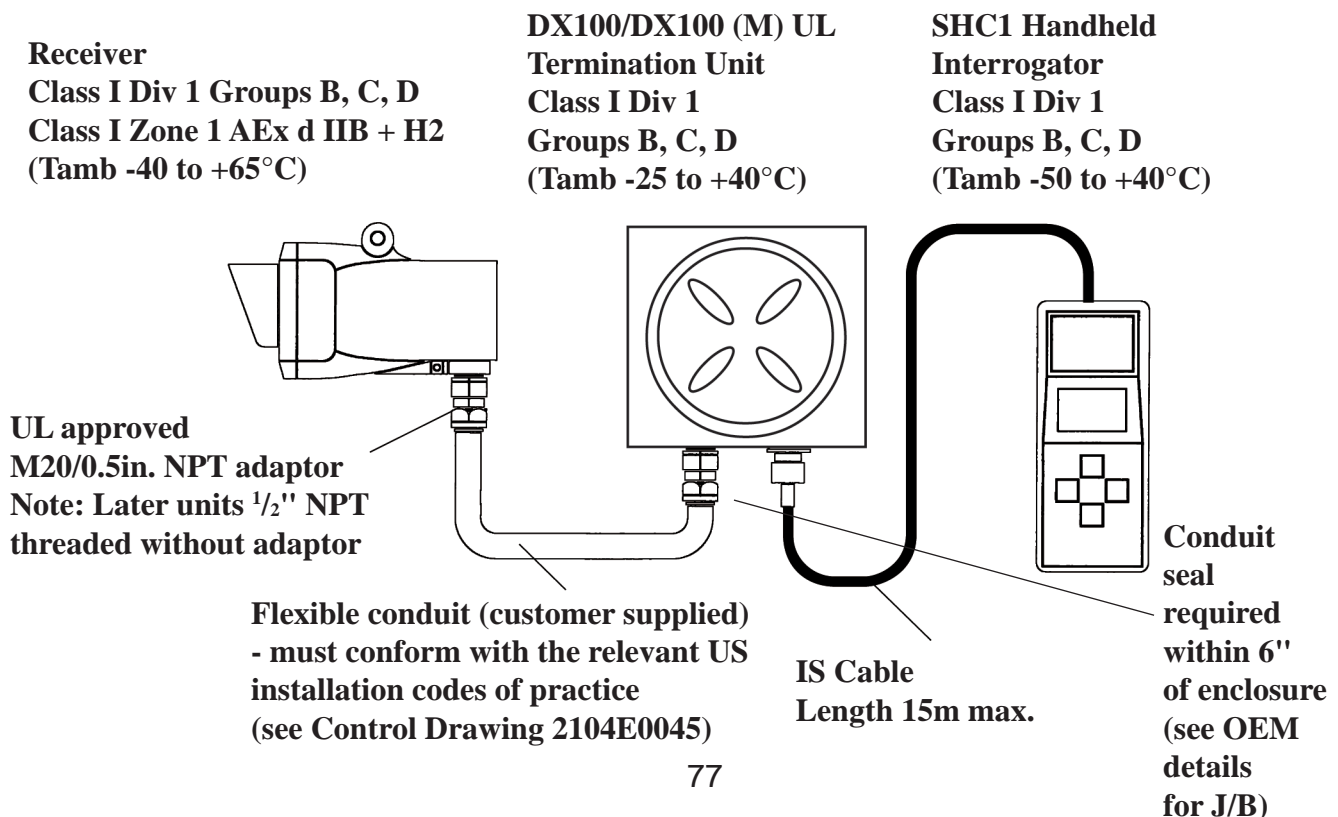 Receiver
Class I Div 1 Groups B, C, D
Class I Zone 1 AEx d IIB + H2
(Tamb -40 to +65°C)
DX100/DX100 (M) UL
Termination Unit
Class I Div 1
Groups B, C, D
(Tamb -25 to +40°C)
SHC1 Handheld
Interrogator
Class I Div 1
Groups B, C, D
(Tamb -50 to +40°C)
UL approved
M20/0.5in. NPT adaptor
Note: Later units 1/2" NPT
threaded without adaptor
Flexible conduit (customer supplied)
- must conform with the relevant US
installation codes of practice
(see Control Drawing 2104E0045)
IS Cable
Length 15m max.
Conduit
seal
required
within 6"
of enclosure
(see OEM
details
for J/B)
77